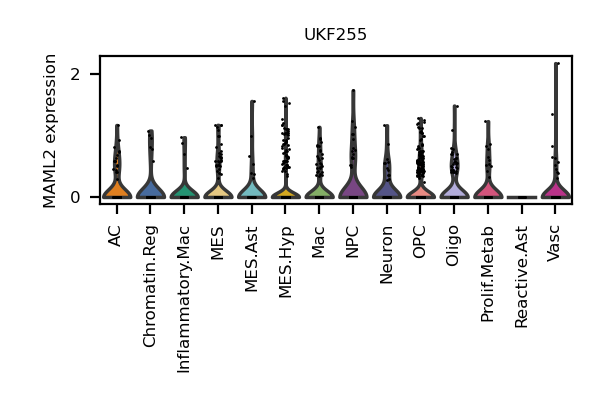 UKF255
MAML2 expression
2
0
AC
Chromatin.Reg
Inflammatory.Mac
MES
MES.Ast
MES.Hyp
Mac
NPC
Neuron
OPC
Oligo
Prolif.Metab
Reactive.Ast
Vasc